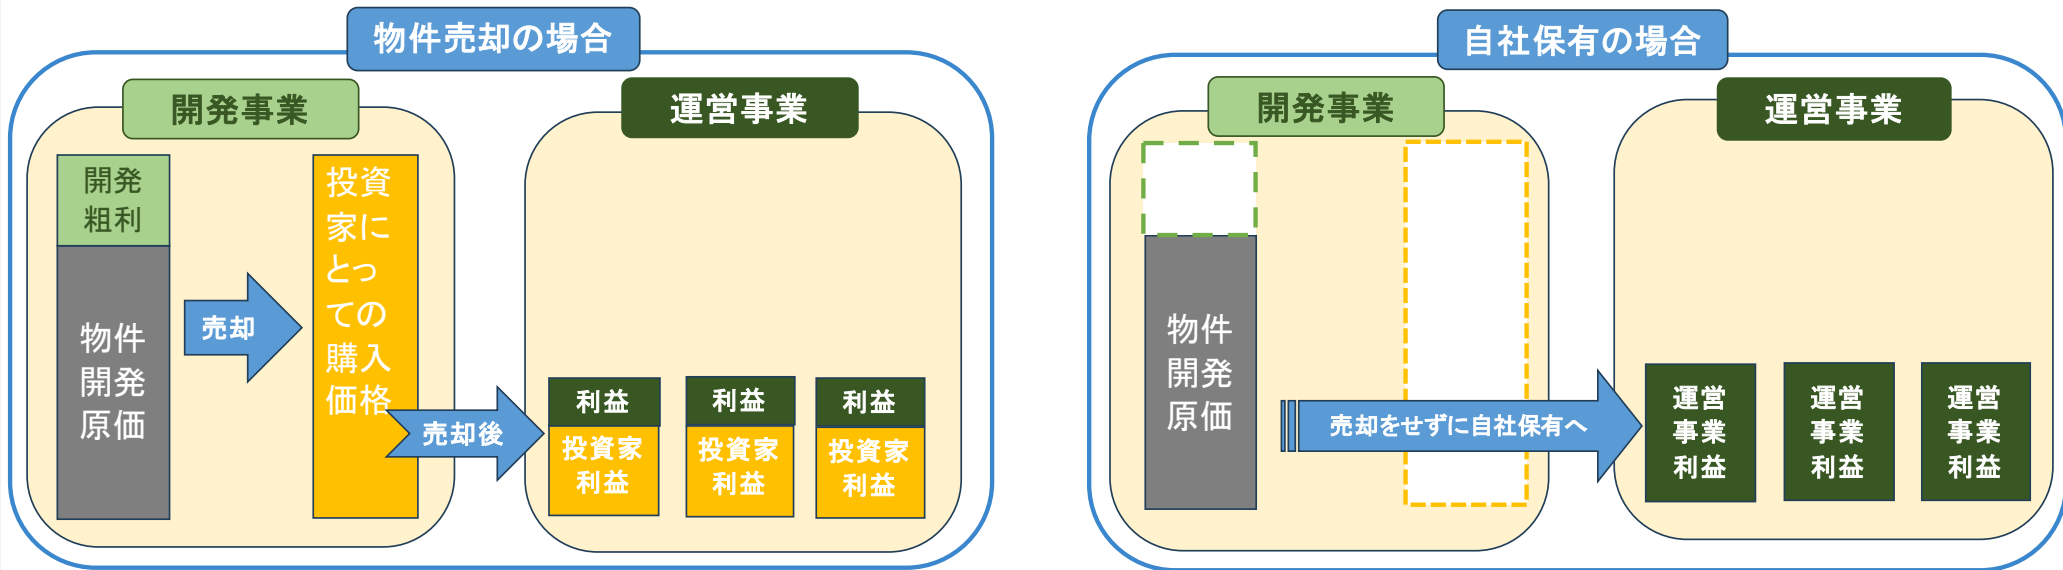 物件売却の場合
開発事業
開発
粗利
物件
開発
原価
売却
投資
家に
とっ
ての
購入
価格
売却後
運営事業
利益
投資家
利益
利益
投資家
利益
利益
投資家
利益
自社保有の場合
開発事業
物件
開発
原価
売却をせずに自社保有へ
運営事業
運営
事業
利益
運営
事業
利益
運営
事業
利益